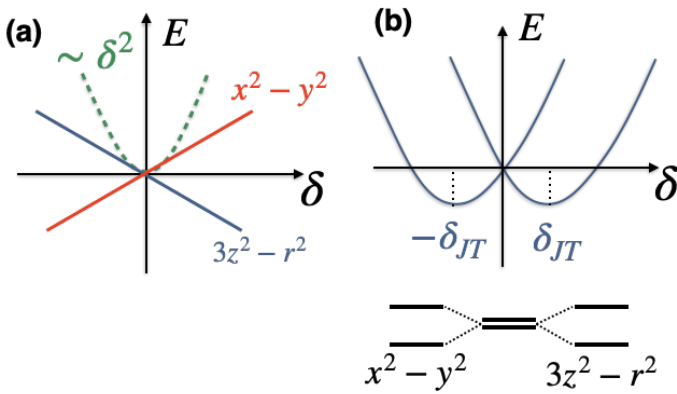 (a)
E
~ δ²
x² − y²
δ
3z² − r²
(b)
E
δ
−δ_JT
δ_JT
x² − y²
3z² − r²